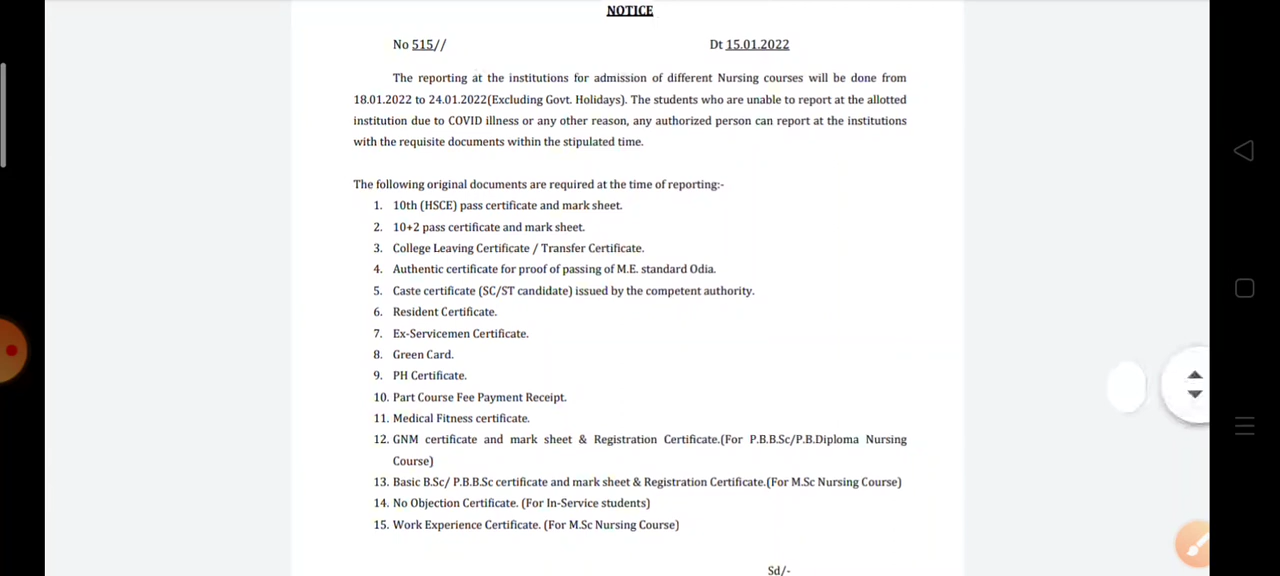 NOTICE
No 515// Dt 15.01.2022
The reporting at the institutions for admission of different Nursing courses will be done from
18.01.2022 to 24.01.2022(Excluding Govt. Holidays). The students who are unable to report at the allotted
institution due to COVID illness or any other reason, any authorized person can report at the institutions
with the requisite documents within the stipulated time.
The following original documents are required at the time of reporting:-
1. 10th (HSCE) pass certificate and mark sheet.
2. 10+2 pass certificate and mark sheet.
3. College Leaving Certificate / Transfer Certificate.
4. Authentic certificate for proof of passing of M.E. standard Odia.
5. Caste certificate (SC/ST candidate) issued by the competent authority.
6. Resident Certificate.
7. Ex-Servicemen Certificate.
8. Green Card.
9. PH Certificate.
10. Part Course Fee Payment Receipt.
11. Medical Fitness certificate.
12. GNM certificate and mark sheet & Registration Certificate.(For P.B.B.Sc/P.B.Diploma Nursing
Course)
13. Basic B.Sc/ P.B.B.Sc certificate and mark sheet & Registration Certificate.(For M.Sc Nursing Course)
14. No Objection Certificate. (For In-Service students)
15. Work Experience Certificate. (For M.Sc Nursing Course)
Sd/-